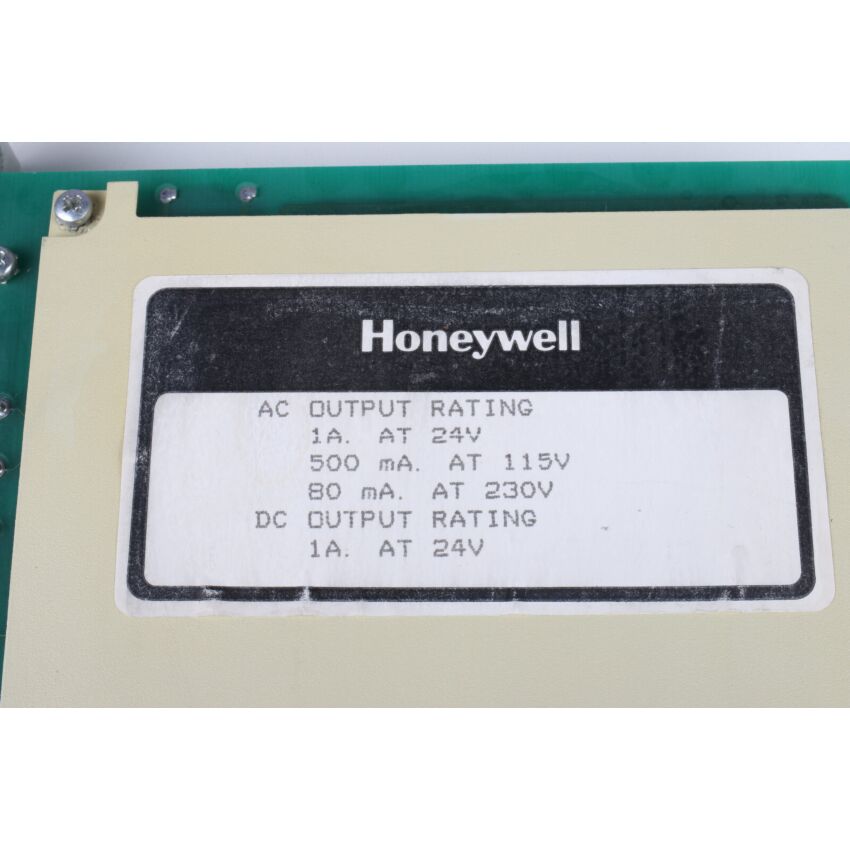 Honeywell
AC OUTPUT RATING
1A. AT 24V
500 mA. AT 115V
80 mA. AT 230V
DC OUTPUT RATING
1A. AT 24V